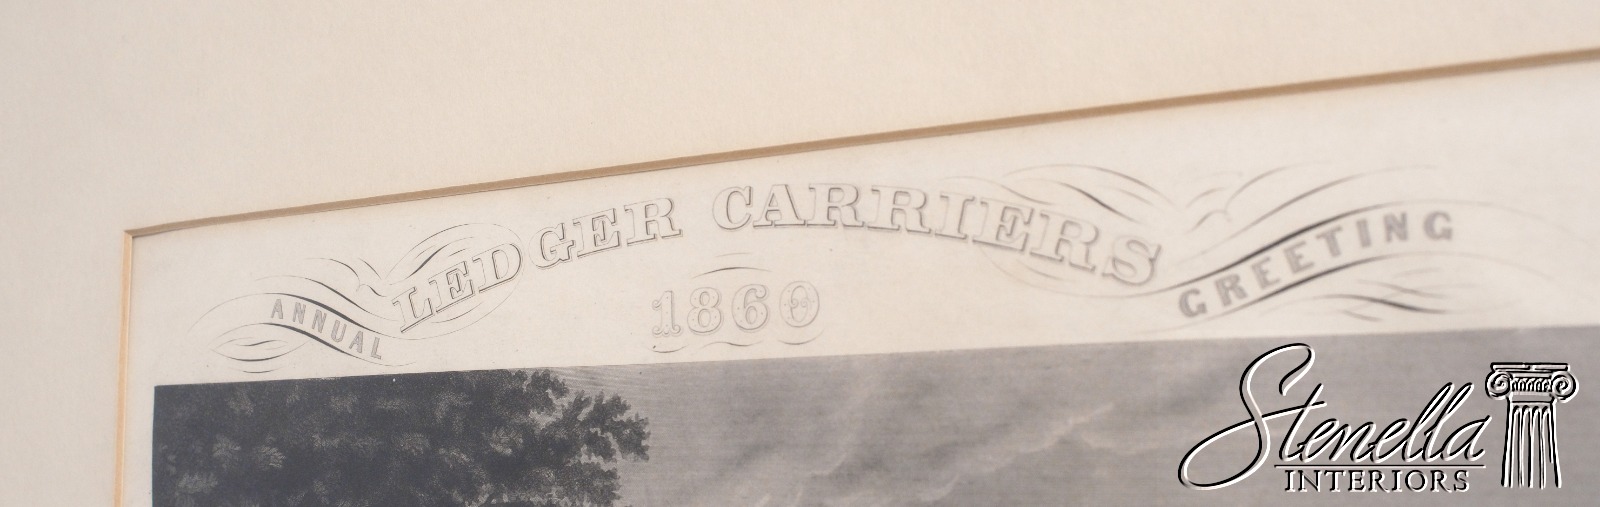 ANNUAL LEDGER CARRIERS GREETING
1860
Stenella
INTERIORS